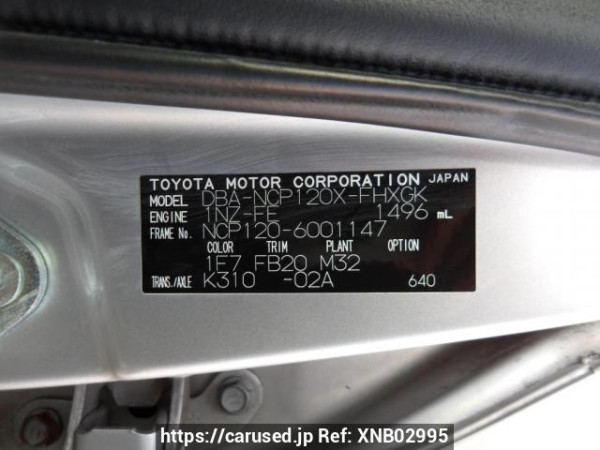 TOYOTA MOTOR CORPORATION JAPAN
MODEL DBA-NCP120X-FHXGK
ENGINE 1NZ-FE 1496 mL
FRAME No. NCP120-6001147
COLOR TRIM PLANT OPTION
1E7 FB20 M32
TRANS./AXLE K310 -02A 640
https://carused.jp Ref: XNB02995